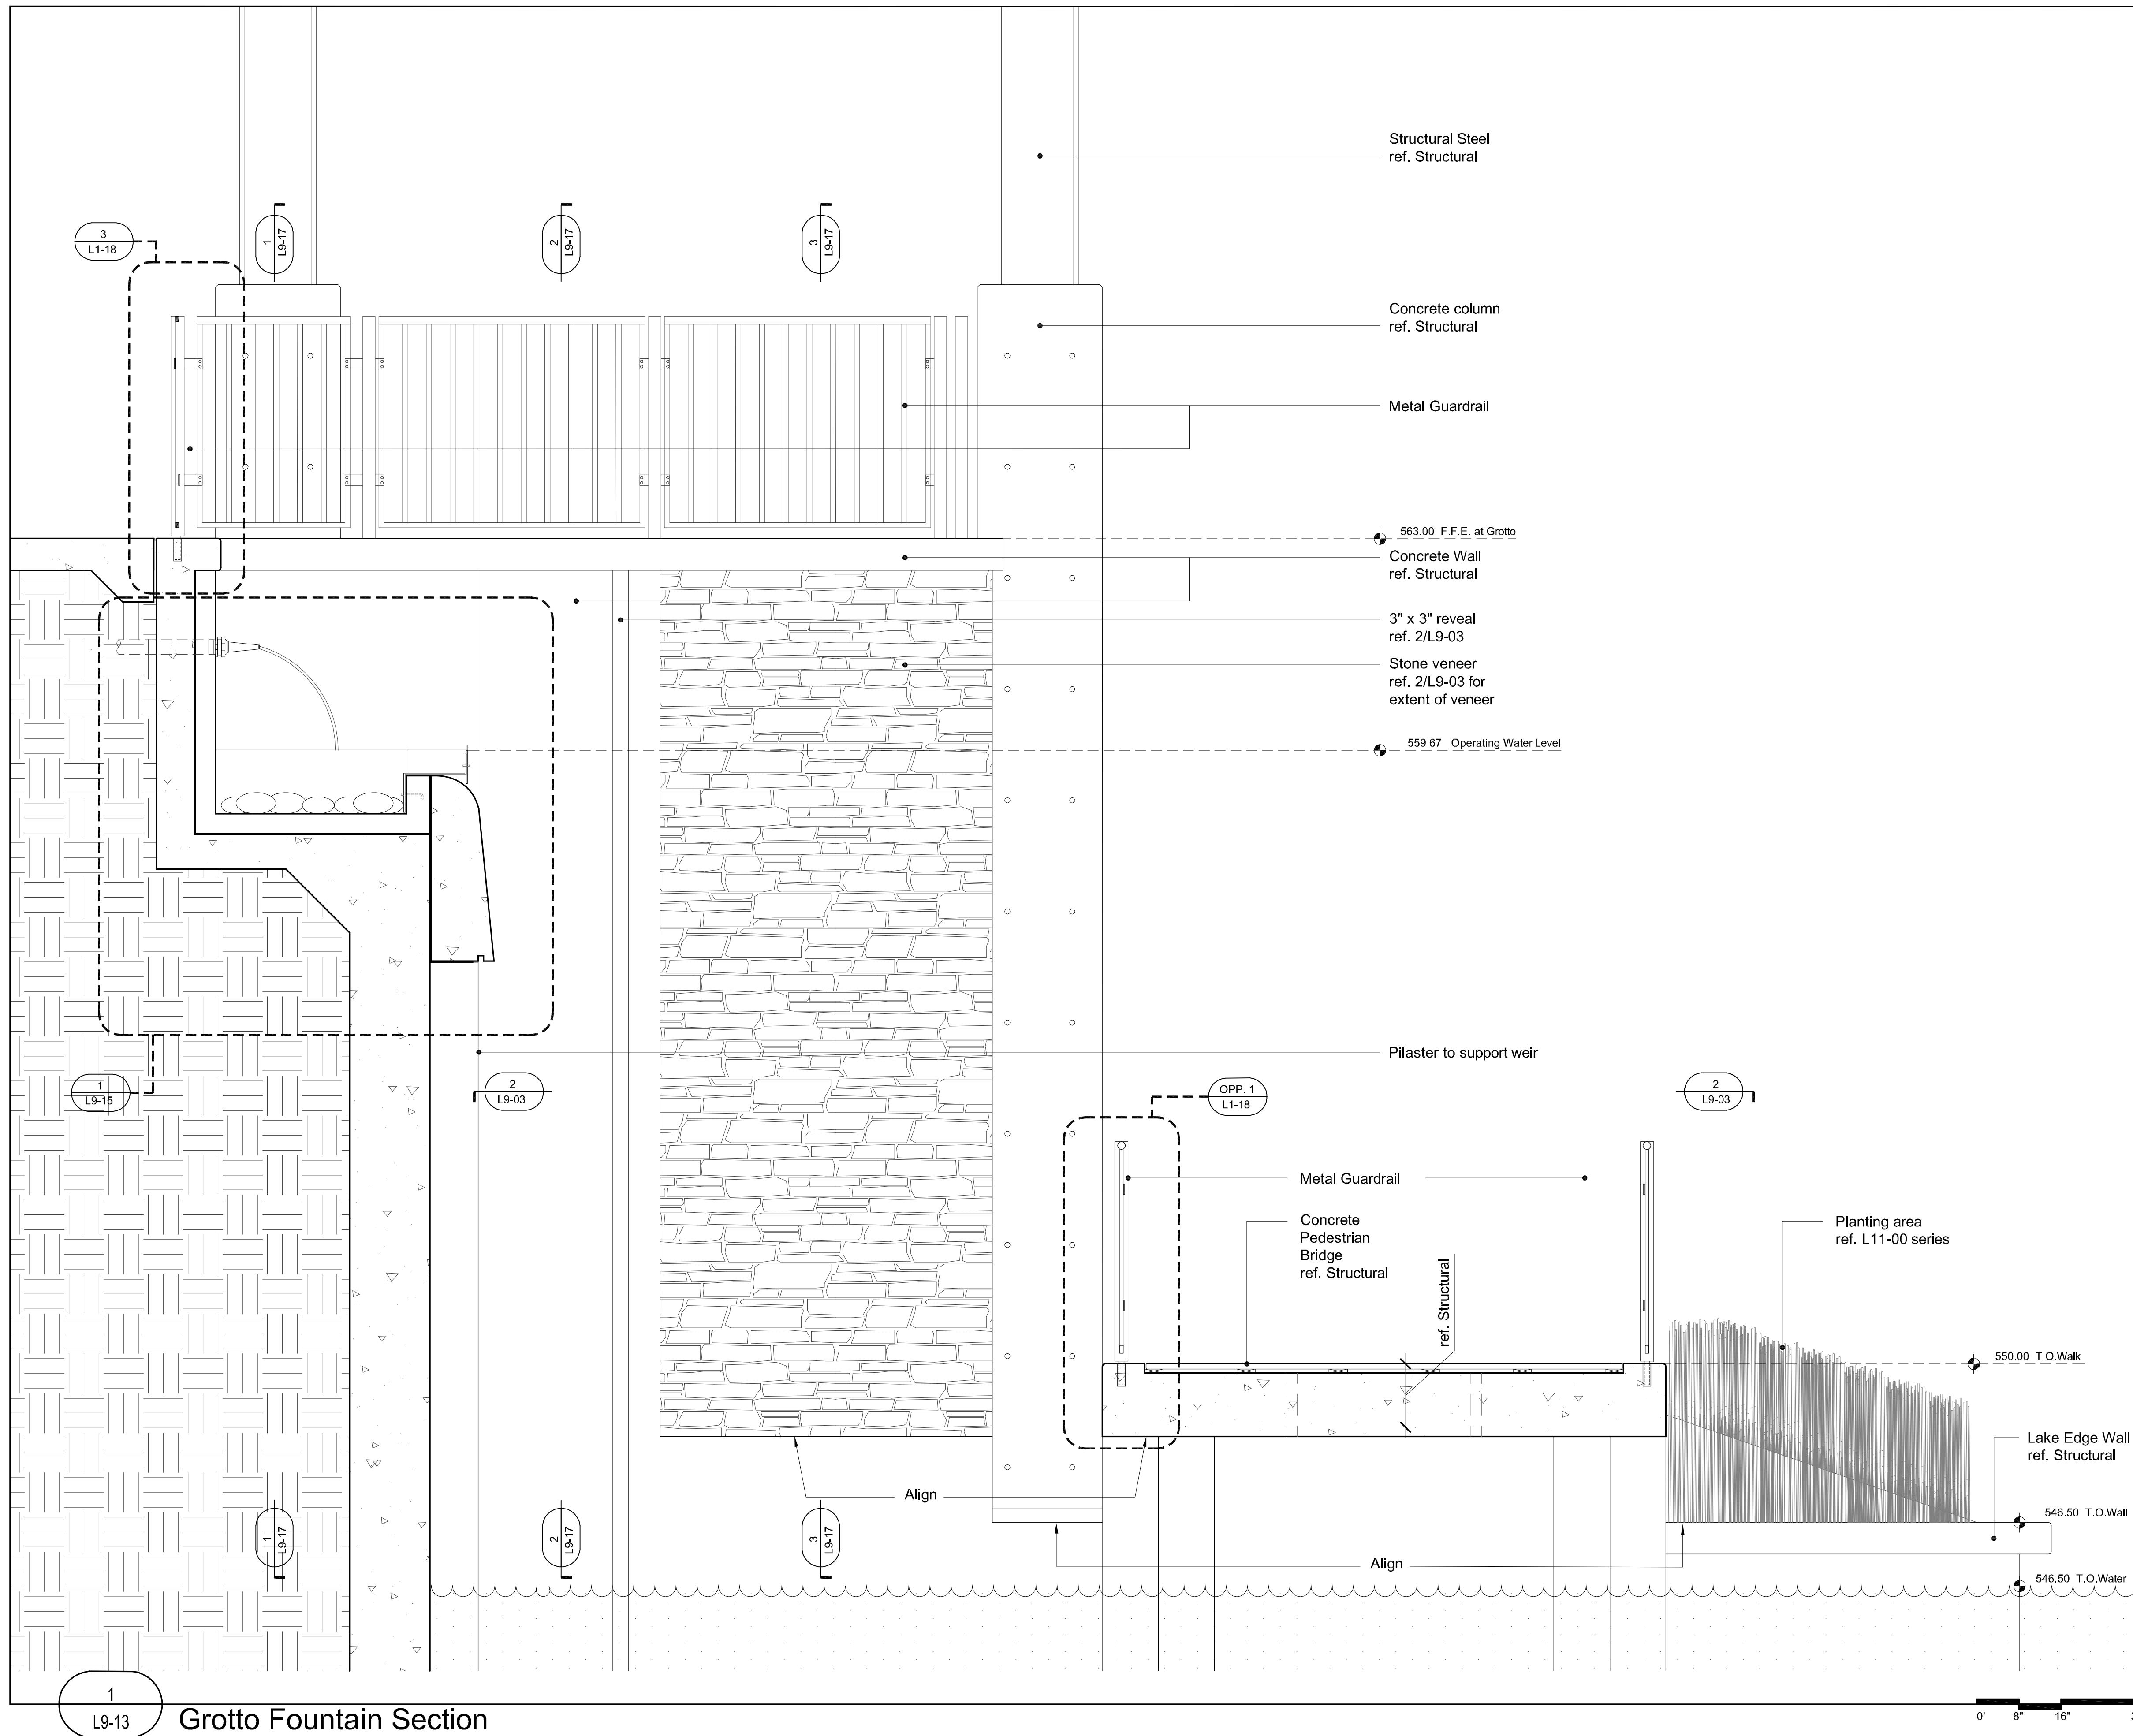 Structural Steel
ref. Structural
3
L1-18
1
L9-17
2
L9-17
3
L9-17
Concrete column
ref. Structural
Metal Guardrail
563.00 F.F.E. at Grotto
Concrete Wall
ref. Structural
3" x 3" reveal
ref. 2/L9-03
Stone veneer
ref. 2/L9-03 for
extent of veneer
559.67 Operating Water Level
Pilaster to support weir
1
L9-15
2
L9-03
OPP. 1
L1-18
2
L9-03
Metal Guardrail
Concrete
Pedestrian
Bridge
ref. Structural
ref. Structural
Planting area
ref. L11-00 series
550.00 T.O.Walk
Lake Edge Wall
ref. Structural
Align
546.50 T.O.Wall
1
L9-17
2
L9-17
3
L9-17
Align
546.50 T.O.Water
1
L9-13
Grotto Fountain Section
0' 8" 16"